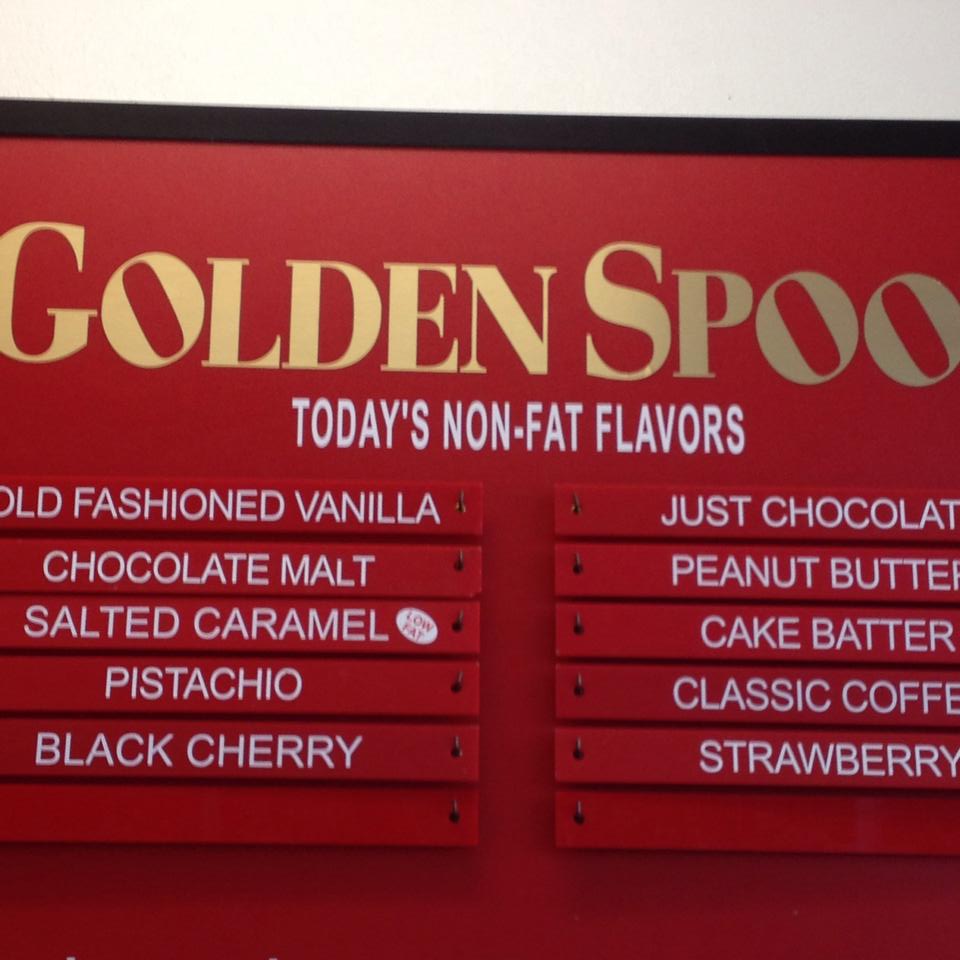 GOLDEN SPOO
TODAY'S NON-FAT FLAVORS
OLD FASHIONED VANILLA
CHOCOLATE MALT
SALTED CARAMEL LOW FAT
PISTACHIO
BLACK CHERRY
JUST CHOCOLAT
PEANUT BUTTER
CAKE BATTER
CLASSIC COFFE
STRAWBERRY